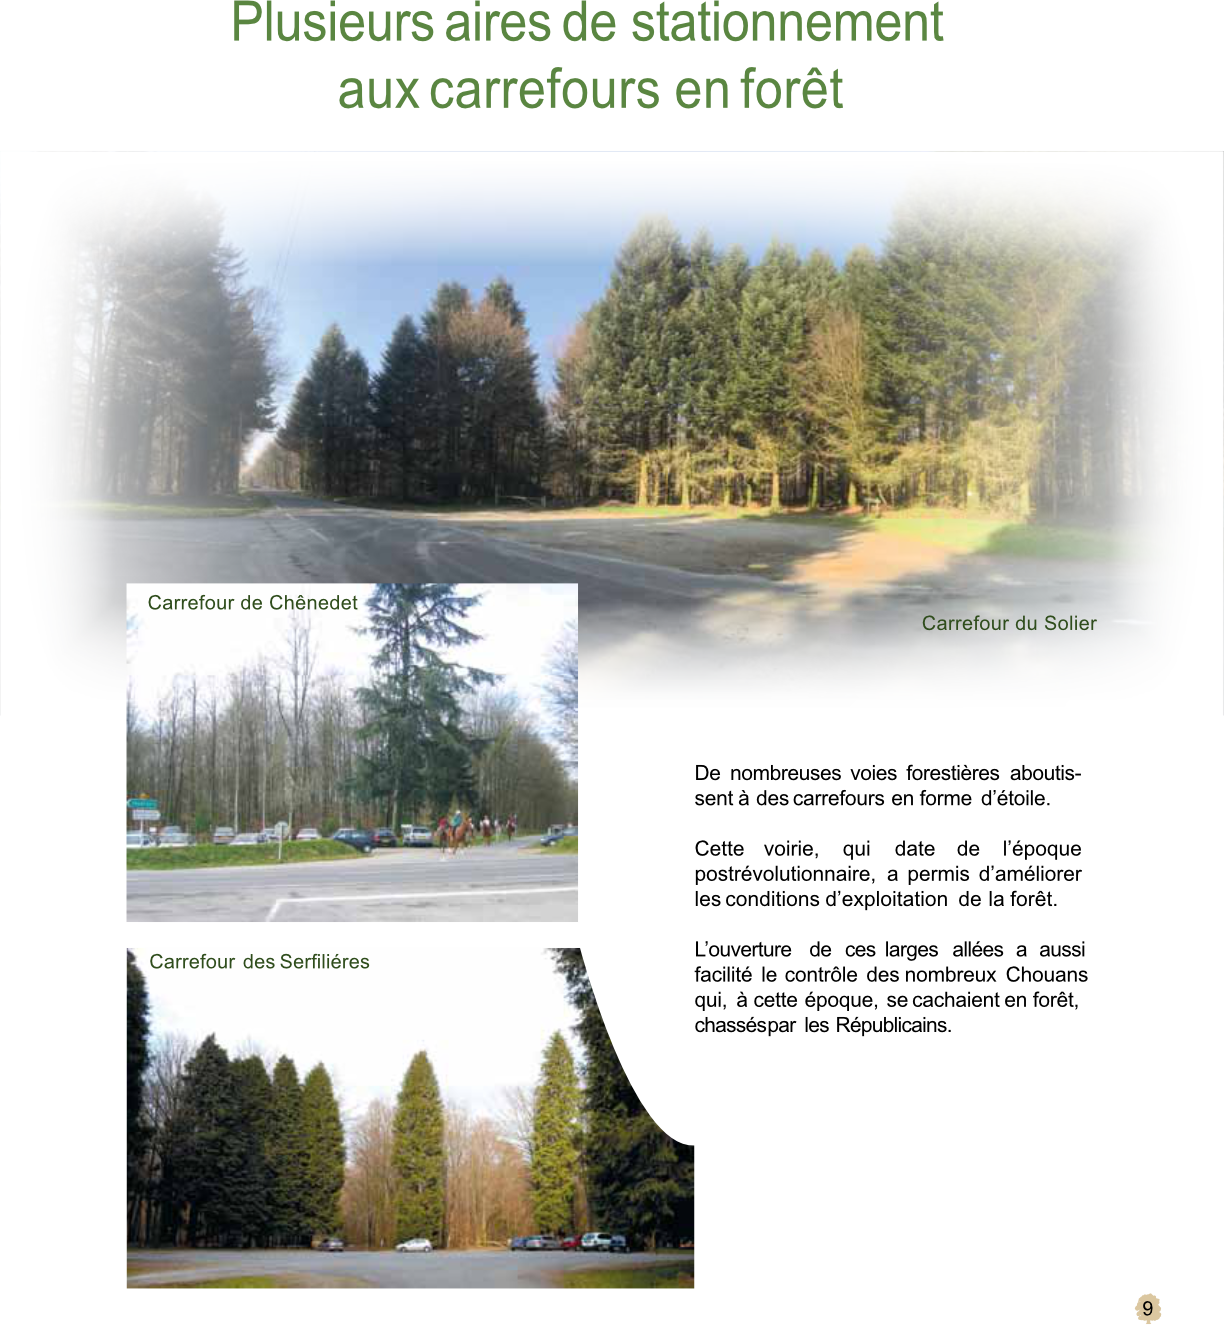 Plusieurs aires de stationnement
aux carrefours en forêt
Carrefour de Chênedet
Carrefour du Solier
De nombreuses voies forestières aboutis-
sent à des carrefours en forme d’étoile.
Cette voirie, qui date de l’époque
postrévolutionnaire, a permis d’améliorer
les conditions d’exploitation de la forêt.
L’ouverture de ces larges allées a aussi
facilité le contrôle des nombreux Chouans
qui, à cette époque, se cachaient en forêt,
chasséspar les Républicains.
Carrefour des Serfiliéres
9